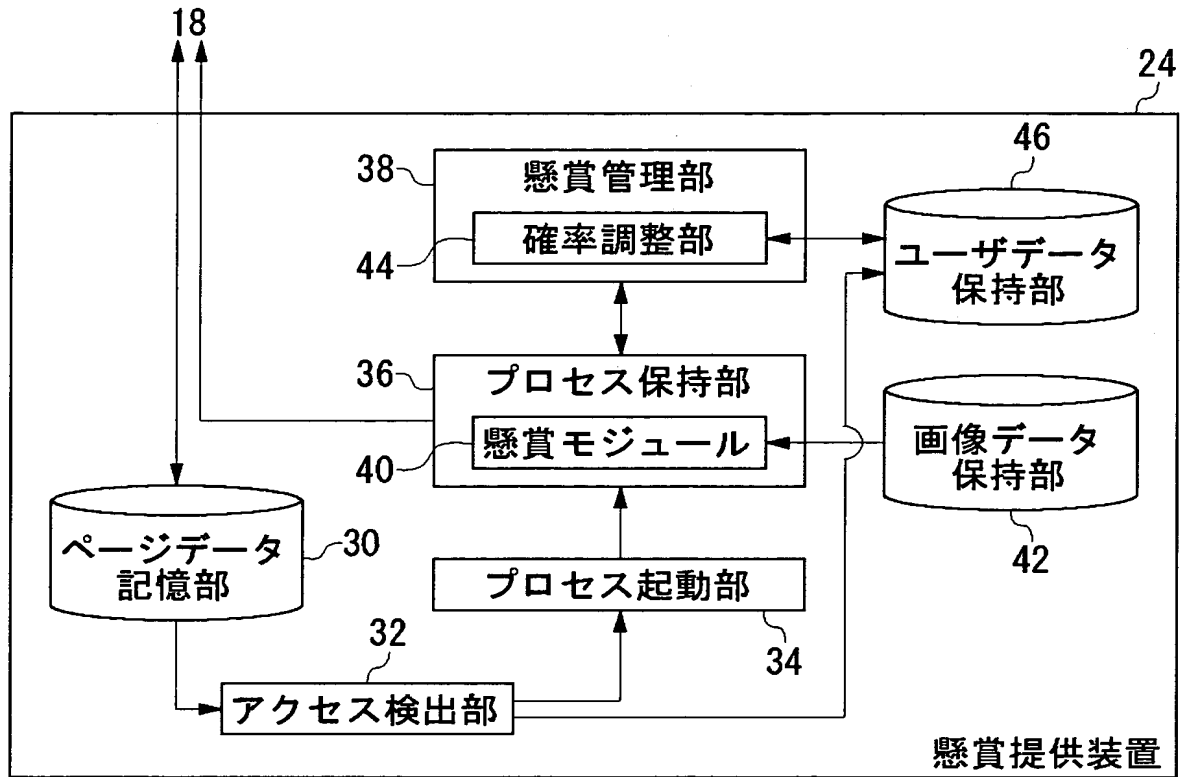 18
24
38
懸賞管理部
44
確率調整部
46
ユーザデータ
保持部
36
プロセス保持部
40
懸賞モジュール
画像データ
保持部
42
ページデータ
記憶部
30
プロセス起動部
34
32
アクセス検出部
懸賞提供装置